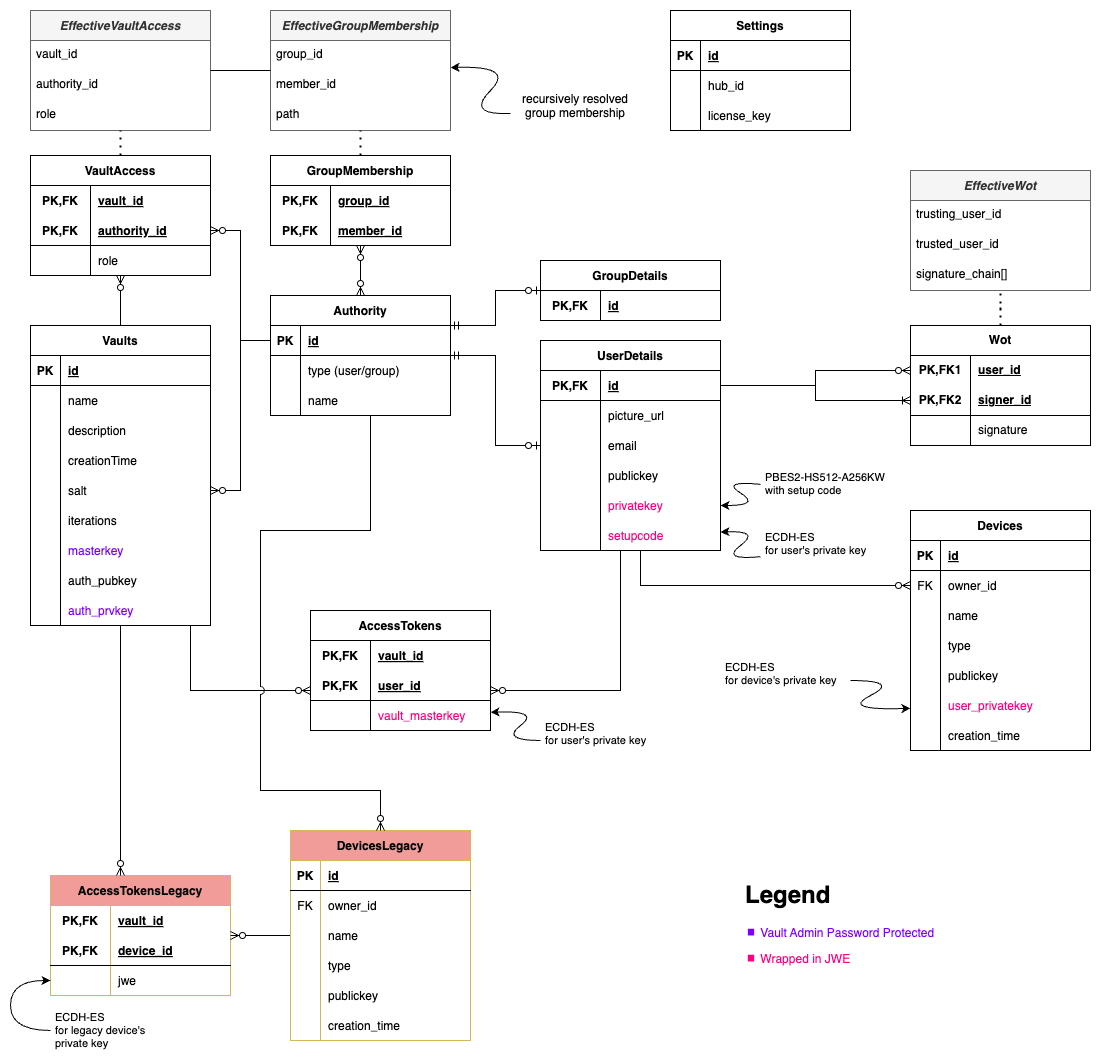 EffectiveVaultAccess
vault_id
authority_id
role
EffectiveGroupMembership
group_id
member_id
path
recursively resolved
group membership
Settings
PK id
hub_id
license_key
VaultAccess
PK,FK vault_id
PK,FK authority_id
role
GroupMembership
PK,FK group_id
PK,FK member_id
EffectiveWot
trusting_user_id
trusted_user_id
signature_chain[]
GroupDetails
PK,FK id
Authority
PK id
type (user/group)
name
Vaults
PK id
name
description
creationTime
salt
iterations
masterkey
auth_pubkey
auth_prvkey
UserDetails
PK,FK id
picture_url
email
publickey
privatekey
setupcode
PBES2-HS512-A256KW
with setup code
ECDH-ES
for user's private key
Wot
PK,FK1 user_id
PK,FK2 signer_id
signature
Devices
PK id
FK owner_id
name
type
publickey
user_privatekey
creation_time
ECDH-ES
for device's private key
AccessTokens
PK,FK vault_id
PK,FK user_id
vault_masterkey
ECDH-ES
for user's private key
DevicesLegacy
PK id
FK owner_id
name
type
publickey
creation_time
AccessTokensLegacy
PK,FK vault_id
PK,FK device_id
jwe
ECDH-ES
for legacy device's
private key
Legend
Vault Admin Password Protected
Wrapped in JWE